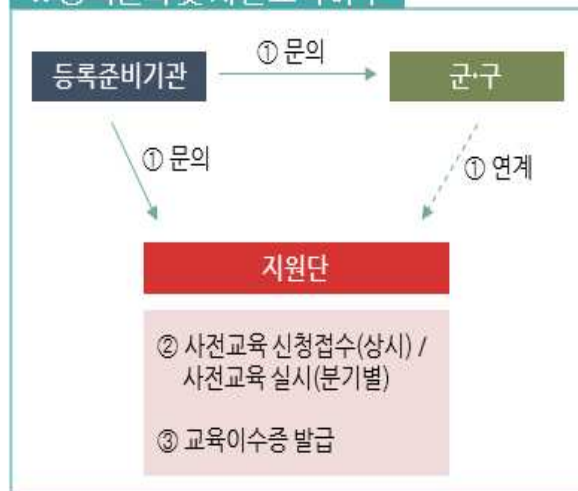 ① 문의
등록준비기관
군·구
① 문의
① 연계
지원단
② 사전교육 신청접수(상시) /
사전교육 실시(분기별)
③ 교육이수증 발급